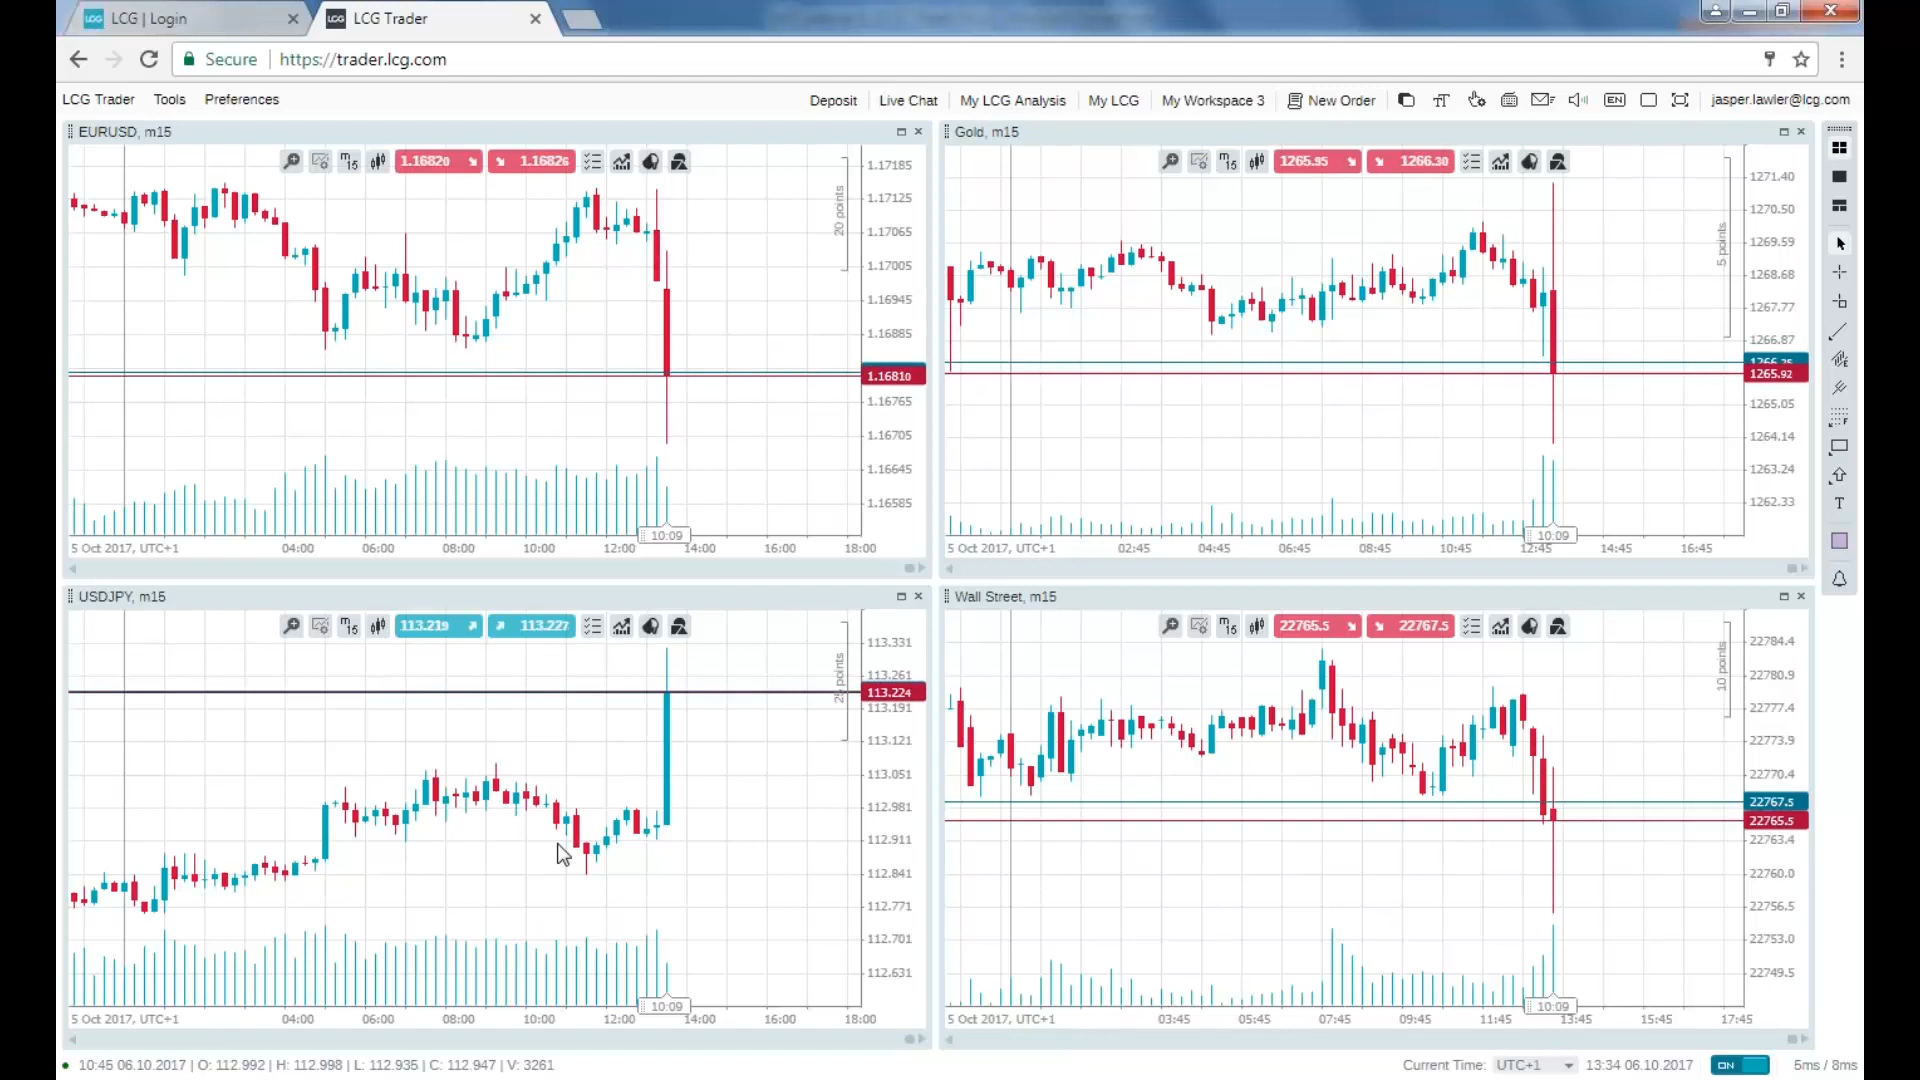 LCG | Login
LCG Trader
Secure | https://trader.lcg.com
LCG Trader Tools Preferences
Deposit Live Chat My LCG Analysis My LCG My Workspace 3 New Order EN jasper.lawler@lcg.com
EURUSD, m15
m15 1.16820 1.16826
20 points
1.17185
1.17125
1.17065
1.17005
1.16945
1.16885
1.16810
1.16765
1.16705
1.16645
1.16585
10:09
5 Oct 2017, UTC+1 04:00 06:00 08:00 10:00 12:00 14:00 16:00 18:00
Gold, m15
m15 1265.95 1266.30
5 points
1271.40
1270.50
1269.59
1268.68
1267.77
1266.87
1265.92
1265.05
1264.14
1263.24
1262.33
10:09
5 Oct 2017, UTC+1 02:45 04:45 06:45 08:45 10:45 12:45 14:45 16:45
USDJPY, m15
m15 113.219 113.227
25 points
113.331
113.261
113.224
113.191
113.121
113.051
112.981
112.911
112.841
112.771
112.701
112.631
10:09
5 Oct 2017, UTC+1 04:00 06:00 08:00 10:00 12:00 14:00 16:00 18:00
Wall Street, m15
m15 22765.5 22767.5
10 points
22784.4
22780.9
22777.4
22773.9
22770.4
22767.5
22765.5
22763.4
22760.0
22756.5
22753.0
22749.5
10:09
5 Oct 2017, UTC+1 03:45 05:45 07:45 09:45 11:45 13:45 15:45 17:45
10:45 06.10.2017 | O: 112.992 | H: 112.998 | L: 112.935 | C: 112.947 | V: 3261
Current Time: UTC+1 13:34 06.10.2017 ON 5ms / 8ms